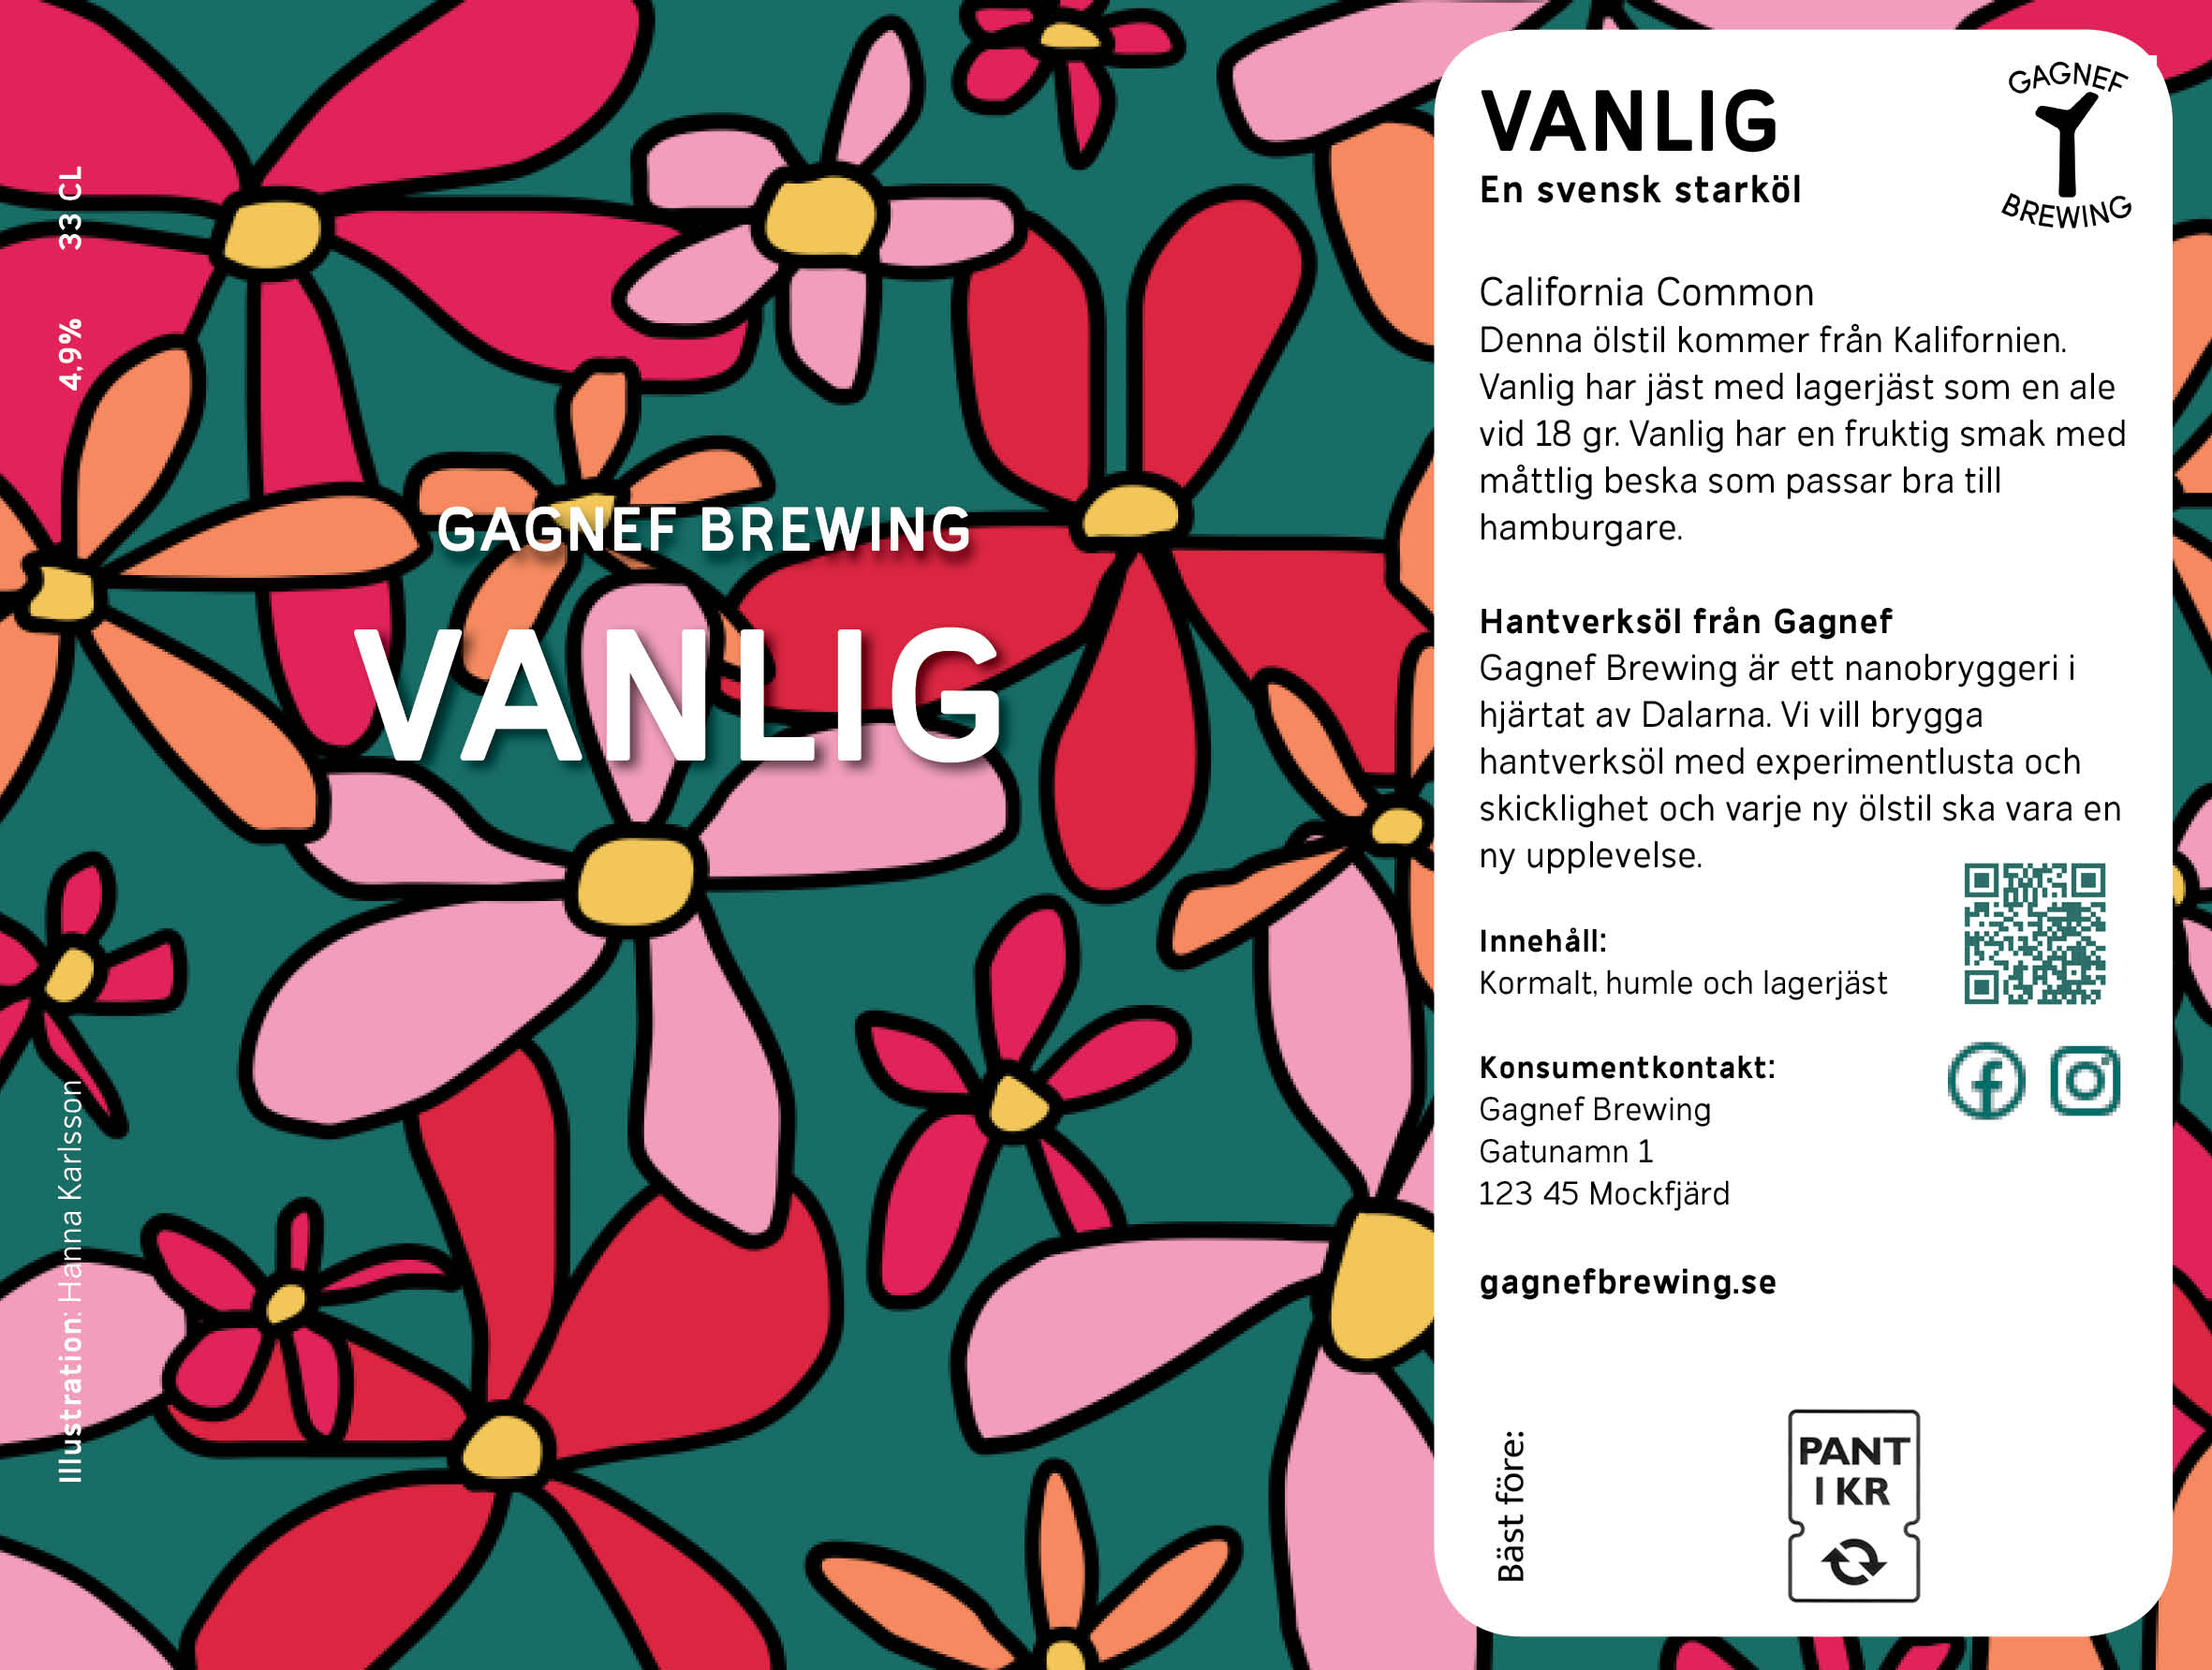 4,9% 33 CL
Illustration: Hanna Karlsson
GAGNEF BREWING
VANLIG
VANLIG
En svensk starköl
GAGNEF
BREWING
California Common
Denna ölstil kommer från Kalifornien.
Vanlig har jäst med lagerjäst som en ale
vid 18 gr. Vanlig har en fruktig smak med
måttlig beska som passar bra till
hamburgare.
Hantverksöl från Gagnef
Gagnef Brewing är ett nanobryggeri i
hjärtat av Dalarna. Vi vill brygga
hantverksöl med experimentlusta och
skicklighet och varje ny ölstil ska vara en
ny upplevelse.
Innehåll:
Kormalt, humle och lagerjäst
Konsumentkontakt:
Gagnef Brewing
Gatunamn 1
123 45 Mockfjärd
gagnefbrewing.se
Bäst före:
PANT
I KR